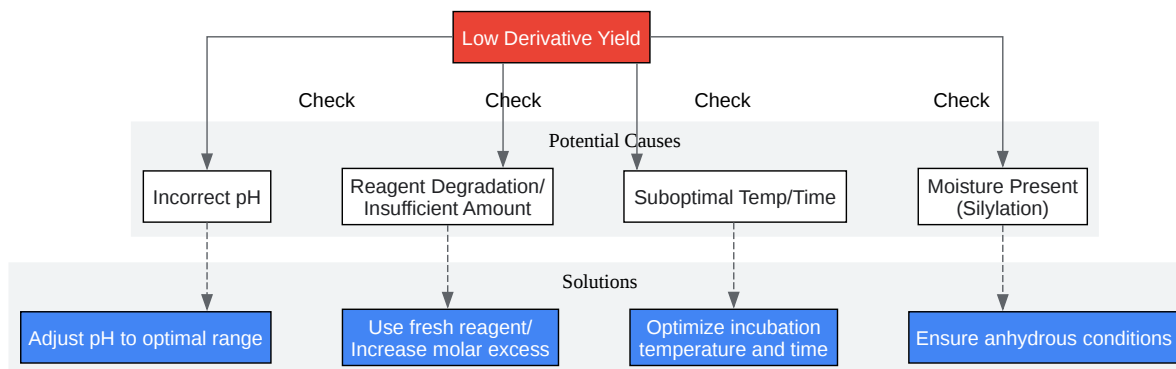 Low Derivative Yield
Check
Check
Check
Check
Potential Causes
Incorrect pH
Reagent Degradation/
Insufficient Amount
Suboptimal Temp/Time
Moisture Present
(Silylation)
Solutions
Adjust pH to optimal range
Use fresh reagent/
Increase molar excess
Optimize incubation
temperature and time
Ensure anhydrous conditions